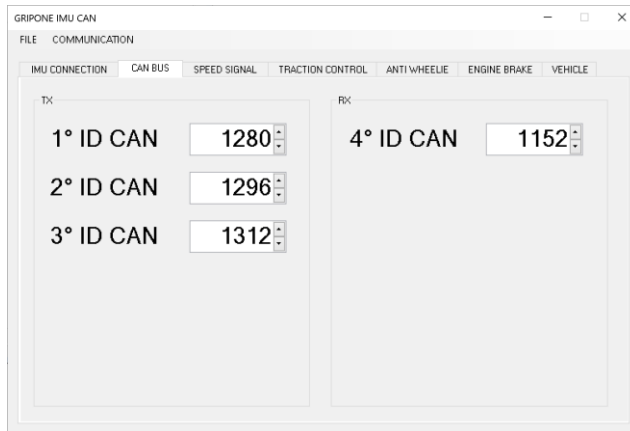 GRIPONE IMU CAN
FILE COMMUNICATION
IMU CONNECTION CAN BUS SPEED SIGNAL TRACTION CONTROL ANTI WHEELIE ENGINE BRAKE VEHICLE
TX
1° ID CAN 1280
2° ID CAN 1296
3° ID CAN 1312
RX
4° ID CAN 1152